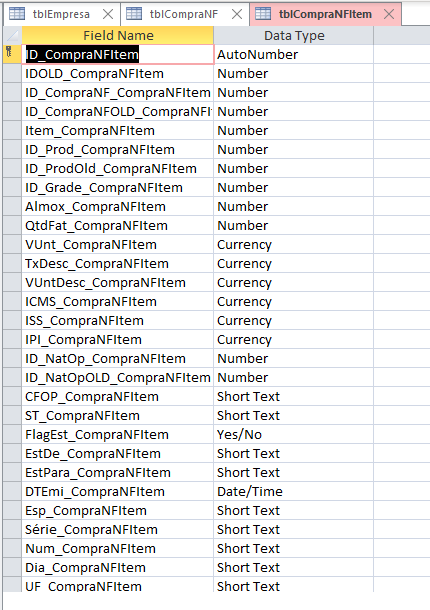 tblEmpresa tblCompraNF tblCompraNFItem
Field Name Data Type
ID_CompraNFItem AutoNumber
IDOLD_CompraNFItem Number
ID_CompraNF_CompraNFItem Number
ID_CompraNFOLD_CompraNFI Number
Item_CompraNFItem Number
ID_Prod_CompraNFItem Number
ID_ProdOld_CompraNFItem Number
ID_Grade_CompraNFItem Number
Almox_CompraNFItem Number
QtdFat_CompraNFItem Number
VUnt_CompraNFItem Currency
TxDesc_CompraNFItem Currency
VUntDesc_CompraNFItem Currency
ICMS_CompraNFItem Currency
ISS_CompraNFItem Currency
IPI_CompraNFItem Currency
ID_NatOp_CompraNFItem Number
ID_NatOpOLD_CompraNFItem Number
CFOP_CompraNFItem Short Text
ST_CompraNFItem Short Text
FlagEst_CompraNFItem Yes/No
EstDe_CompraNFItem Short Text
EstPara_CompraNFItem Short Text
DTEmi_CompraNFItem Date/Time
Esp_CompraNFItem Short Text
Série_CompraNFItem Short Text
Num_CompraNFItem Short Text
Dia_CompraNFItem Short Text
UF_CompraNFItem Short Text